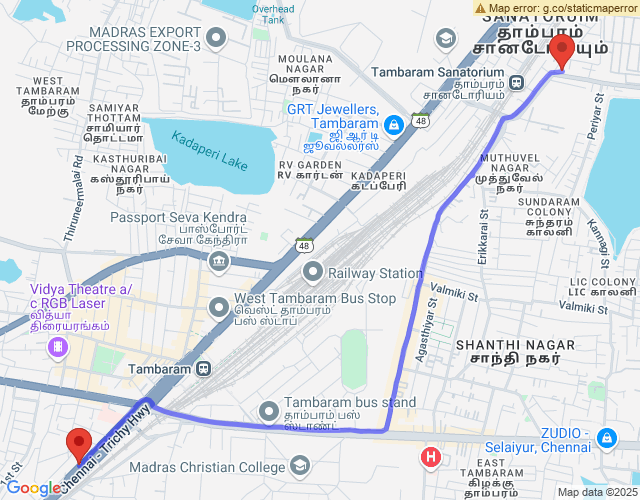 Map error: g.co/staticmaperror
Overhead
Tank
SANATORUIM
தாம்பரம்
சானடோரியம்
MADRAS EXPORT
PROCESSING ZONE-3
MOULANA
NAGAR
மௌலானா
நகர்
Tambaram Sanatorium
தாம்பரம்
சானடோரியம்
WEST
TAMBARAM
தாம்பரம்
மேற்கு
SAMIYAR
THOTTAM
சாமியார்
தொட்டமா
GRT Jewellers,
Tambaram
ஜி ஆர் டி
ஜூவல்லர்ஸ்
48
Periyar St
Kadaperi Lake
KASTHURIBAI
NAGAR
கஸ்தூரிபாய்
நகர்
RV GARDEN
RV கார்டன்
KADAPERI
கடப்பேரி
MUTHUVEL
NAGAR
முத்துவேல்
நகர்
Thiruneermalai Rd
SUNDARAM
COLONY
சுந்தரம்
காலனி
Passport Seva Kendra
பாஸ்போர்ட்
சேவா கேந்திரா
48
Erikkarai St
Kannagi St
Railway Station
Vidya Theatre a/
c RGB Laser
வித்யா
திரையரங்கம்
West Tambaram Bus Stop
வெஸ்ட் தாம்பரம்
பஸ் ஸ்டாப்
Valmiki St
Valmiki St
LIC COLONY
LIC காலனி
Agasthiyar St
SHANTHI NAGAR
சாந்தி நகர்
Tambaram
Tambaram bus stand
தாம்பரம் பஸ்
ஸ்டாண்ட்
Chennai - Trichy Hwy
ZUDIO -
Selaiyur, Chennai
1st St
Madras Christian College
H
EAST
TAMBARAM
கிழக்கு
தாம்பரம்
Google
Map data ©2025